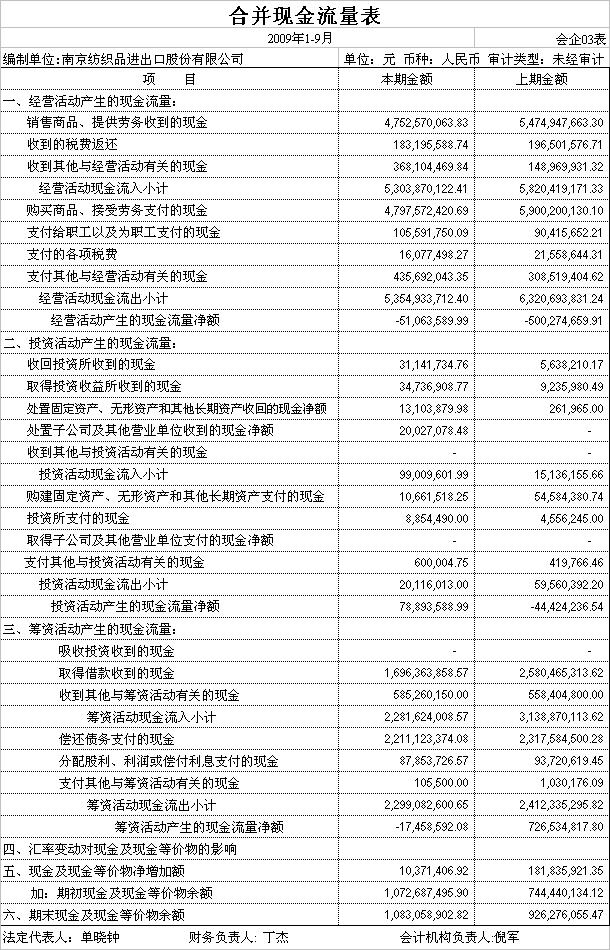 合并现金流量表
2009年1-9月 会企03表
编制单位:南京纺织品进出口股份有限公司 单位: 元 币种: 人民币 审计类型: 未经审计
项 目 本期金额 上期金额
一、经营活动产生的现金流量:
销售商品、提供劳务收到的现金 4,752,570,063.83 5,474,947,663.30
收到的税费返还 183,195,588.74 196,501,576.71
收到其他与经营活动有关的现金 368,104,469.84 148,969,931.32
经营活动现金流入小计 5,303,870,122.41 5,820,419,171.33
购买商品、接受劳务支付的现金 4,797,572,420.69 5,900,200,130.10
支付给职工以及为职工支付的现金 105,591,750.09 90,415,652.21
支付的各项税费 16,077,498.27 21,558,644.31
支付其他与经营活动有关的现金 435,692,043.35 308,519,404.62
经营活动现金流出小计 5,354,933,712.40 6,320,693,831.24
经营活动产生的现金流量净额 -51,063,589.99 -500,274,659.91
二、投资活动产生的现金流量:
收回投资所收到的现金 31,141,734.76 5,638,210.17
取得投资收益所收到的现金 34,736,908.77 9,235,980.49
处置固定资产、无形资产和其他长期资产收回的现金净额 13,103,879.98 261,965.00
处置子公司及其他营业单位收到的现金净额 20,027,078.48 -
收到其他与投资活动有关的现金 - -
投资活动现金流入小计 99,009,601.99 15,136,155.66
购建固定资产、无形资产和其他长期资产支付的现金 10,661,518.25 54,584,380.74
投资所支付的现金 8,854,490.00 4,556,245.00
取得子公司及其他营业单位支付的现金净额 - -
支付其他与投资活动有关的现金 600,004.75 419,766.46
投资活动现金流出小计 20,116,013.00 59,560,392.20
投资活动产生的现金流量净额 78,893,588.99 -44,424,236.54
三、筹资活动产生的现金流量:
吸收投资收到的现金 - -
取得借款收到的现金 1,696,363,858.57 2,580,465,313.62
收到其他与筹资活动有关的现金 585,260,150.00 558,404,800.00
筹资活动现金流入小计 2,281,624,008.57 3,138,870,113.62
偿还债务支付的现金 2,211,123,374.08 2,317,584,500.28
分配股利、利润或偿付利息支付的现金 87,853,726.57 93,720,619.45
支付其他与筹资活动有关的现金 105,500.00 1,030,176.09
筹资活动现金流出小计 2,299,082,600.65 2,412,335,295.82
筹资活动产生的现金流量净额 -17,458,592.08 726,534,817.80
四、汇率变动对现金及现金等价物的影响
五、现金及现金等价物净增加额 10,371,406.92 181,835,921.35
加: 期初现金及现金等价物余额 1,072,687,495.90 744,440,134.12
六、期末现金及现金等价物余额 1,083,058,902.82 926,276,055.47
法定代表人: 单晓钟 财务负责人: 丁杰 会计机构负责人:倪军